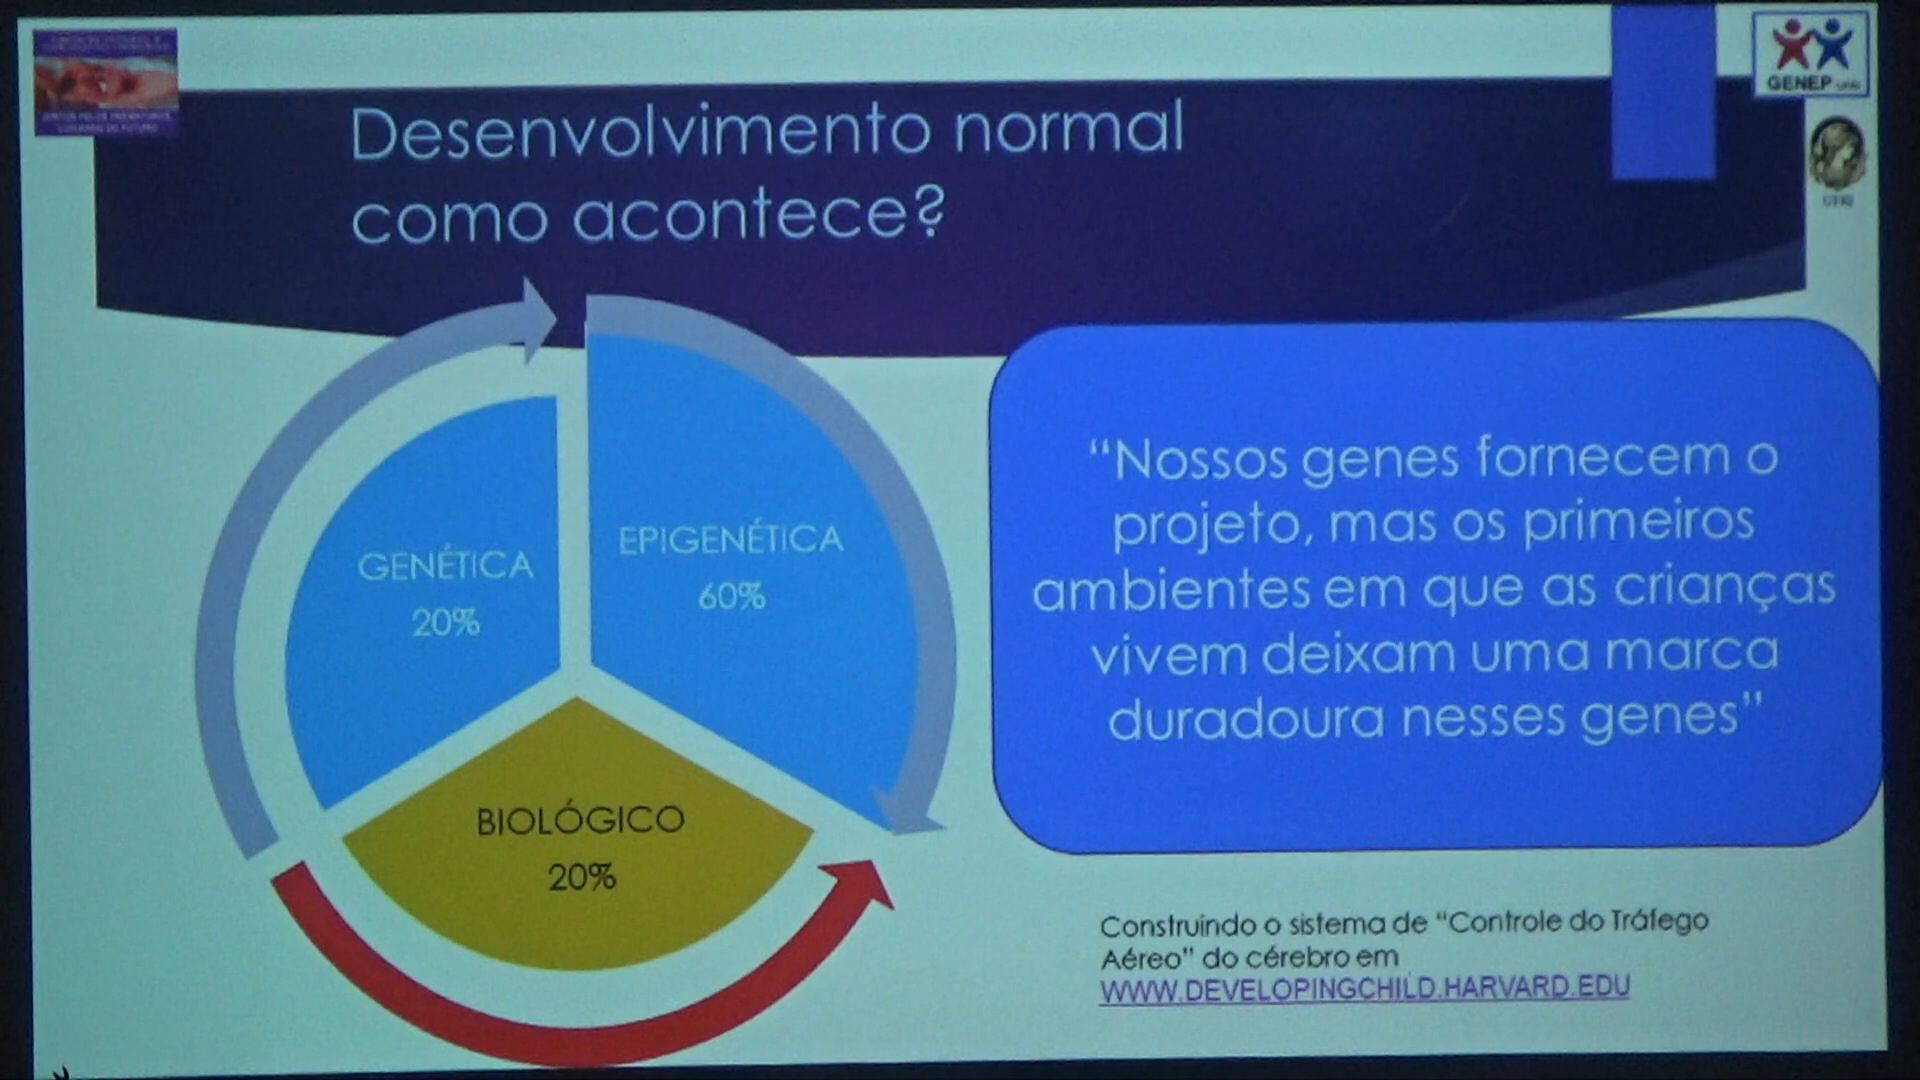 Desenvolvimento normal
como acontece?
GENEP
UFRJ
GENÉTICA
20%
EPIGENÉTICA
60%
BIOLÓGICO
20%
“Nossos genes fornecem o
projeto, mas os primeiros
ambientes em que as crianças
vivem deixam uma marca
duradoura nesses genes”
Construindo o sistema de “Controle do Tráfego
Aéreo” do cérebro em
WWW.DEVELOPINGCHILD.HARVARD.EDU